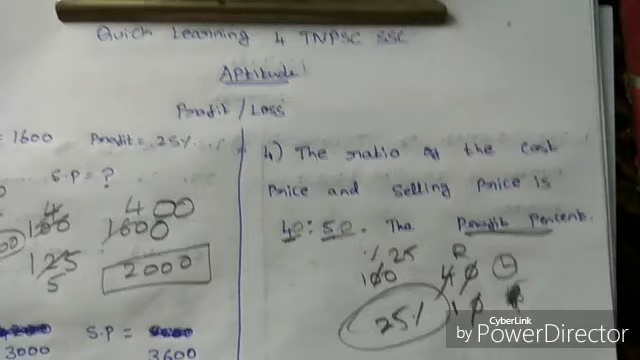 Quick Learning 4 TNPSC SSC
Aptitude
Profit / Loss
= 1600 Profit = 25%
S.P = ?
4 400
100 1600
125 2000
5
S.P =
3000 3600
4) The ratio of the cost
Price and Selling Price is
40:50. The Profit Percent.
% 25
100 40
25% 10
CyberLink
by PowerDirector